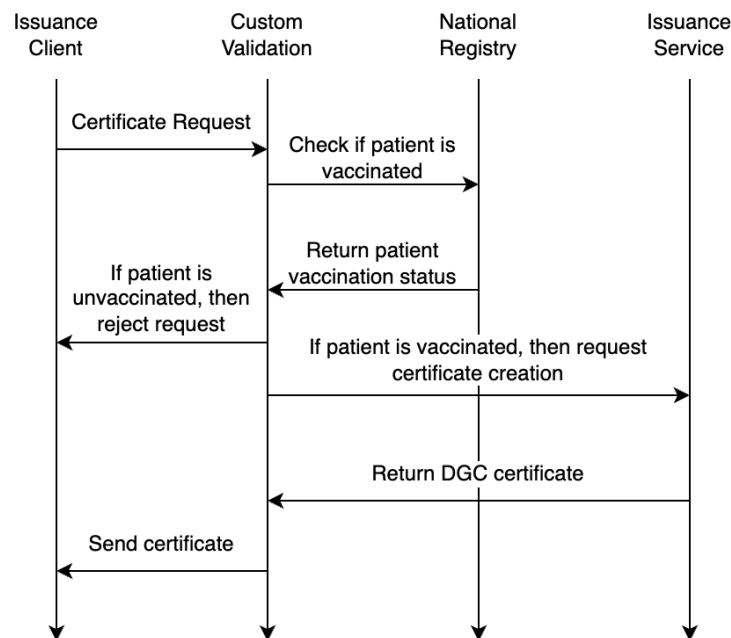 Issuance
Client
Custom
Validation
National
Registry
Issuance
Service
Certificate Request
Check if patient is
vaccinated
Return patient
vaccination status
If patient is
unvaccinated, then
reject request
If patient is vaccinated, then request
certificate creation
Return DGC certificate
Send certificate